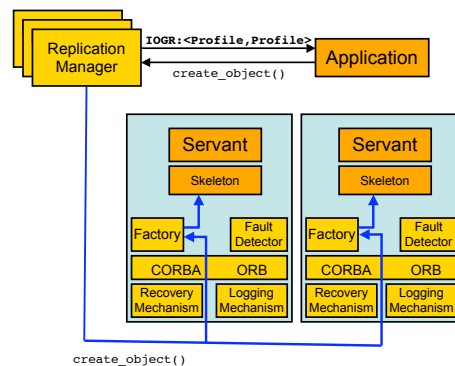 Replication
Manager
IOGR:<Profile,Profile>
create_object()
Application
Servant
Skeleton
Factory
Fault
Detector
CORBA ORB
Recovery
Mechanism
Logging
Mechanism
Servant
Skeleton
Factory
Fault
Detector
CORBA ORB
Recovery
Mechanism
Logging
Mechanism
create_object()